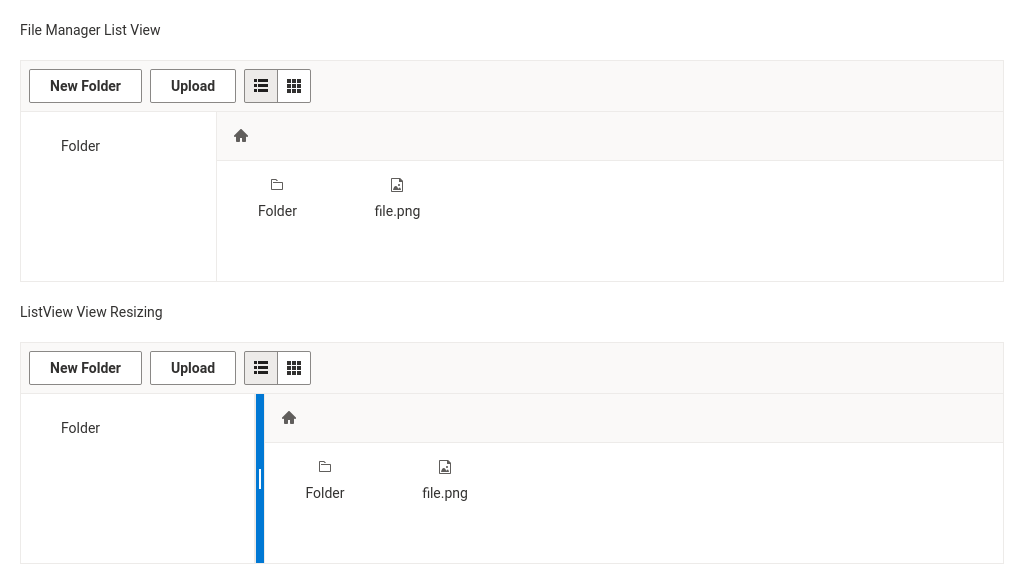 File Manager List View
New Folder Upload
Folder
Folder file.png
ListView View Resizing
New Folder Upload
Folder
Folder file.png